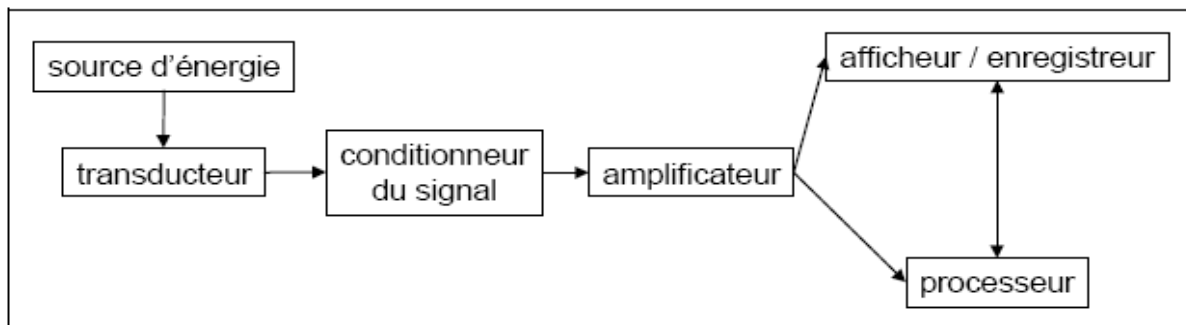 source d'énergie
afficheur / enregistreur
transducteur
conditionneur
du signal
amplificateur
processeur